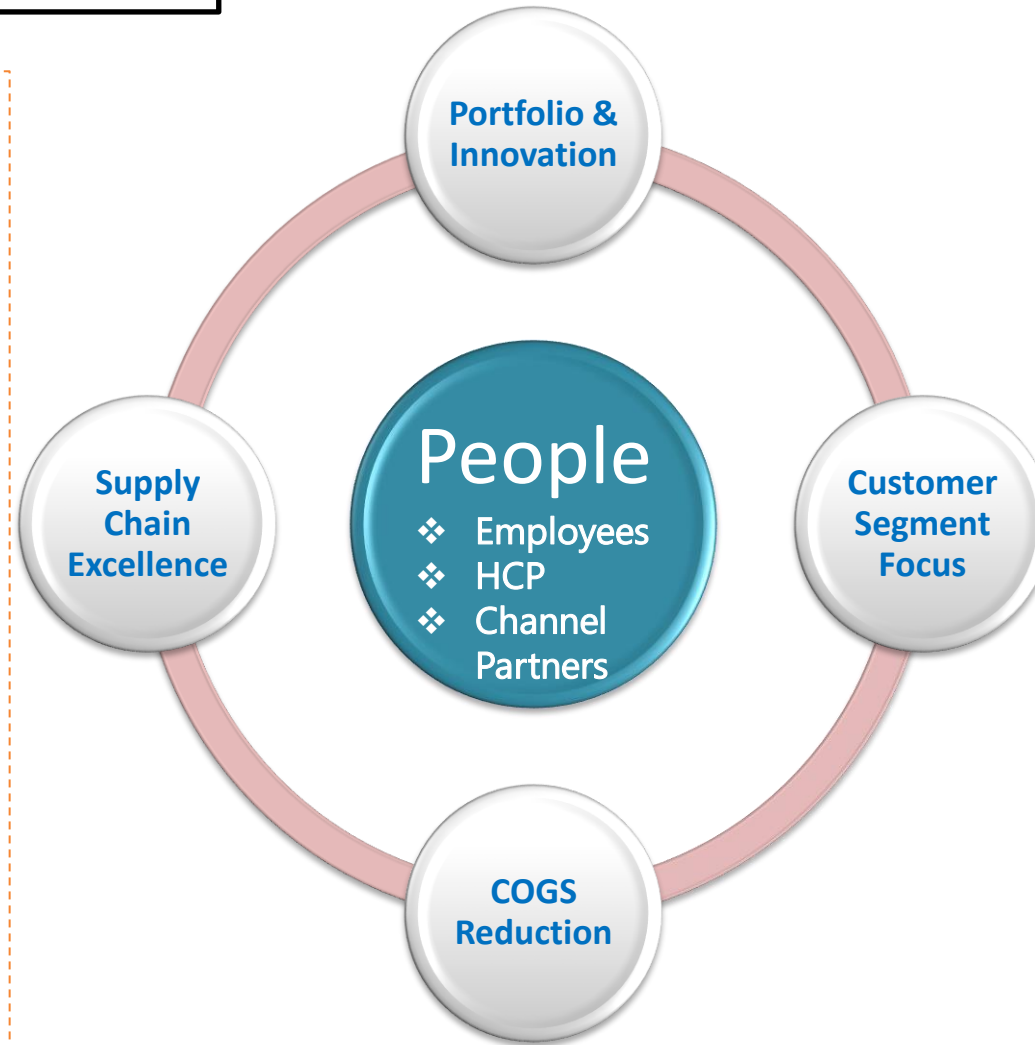 Portfolio &
Innovation
People
❖ Employees
❖ HCP
❖ Channel
Partners
Supply
Chain
Excellence
Customer
Segment
Focus
COGS
Reduction